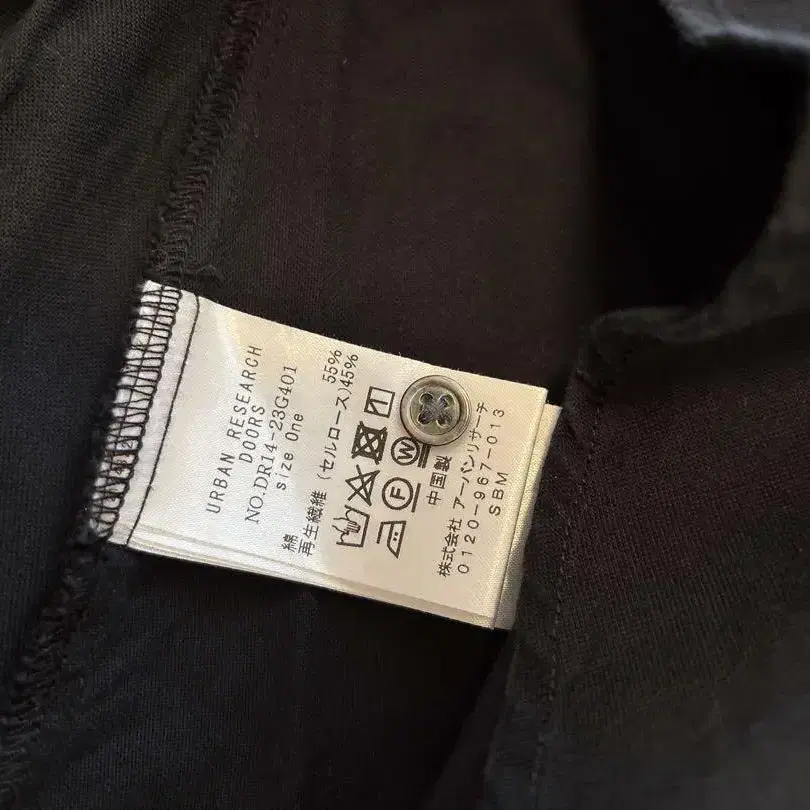 URBAN RESEARCH
DOORS
NO.DR14-23G401
Size One
綿 55%
再生繊維(セルロース)45%
F W
中国製
株式会社 アーバンリサーチ
0120-967-013
SBM